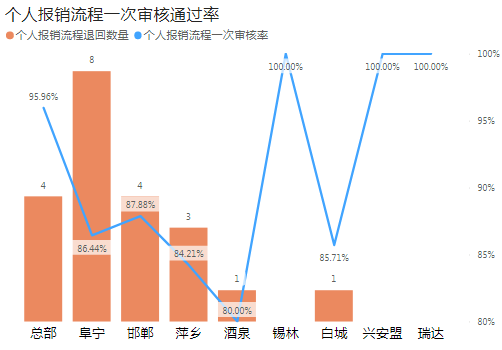 个人报销流程一次审核通过率
个人报销流程退回数量 个人报销流程一次审核率
8
100%
100.00% 100.00% 100.00%
95.96%
95%
4 4 90%
87.88%
3
86.44%
84.21%
85.71% 85%
1 1
80.00%
80%
总部 阜宁 邯郸 萍乡 酒泉 锡林 白城 兴安盟 瑞达